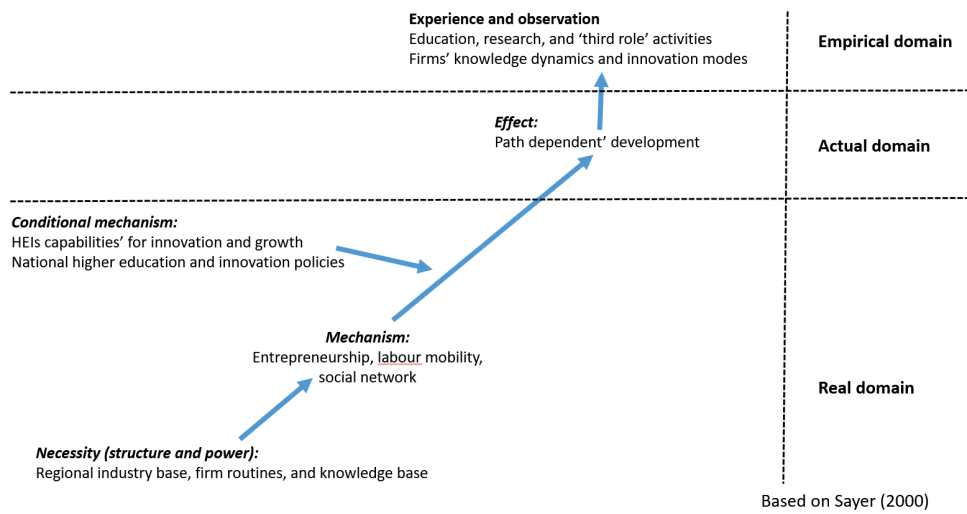 Experience and observation
Education, research, and ‘third role’ activities
Firms’ knowledge dynamics and innovation modes
Empirical domain
Effect:
Path dependent’ development
Actual domain
Conditional mechanism:
HEIs capabilities’ for innovation and growth
National higher education and innovation policies
Mechanism:
Entrepreneurship, labour mobility,
social network
Real domain
Necessity (structure and power):
Regional industry base, firm routines, and knowledge base
Based on Sayer (2000)